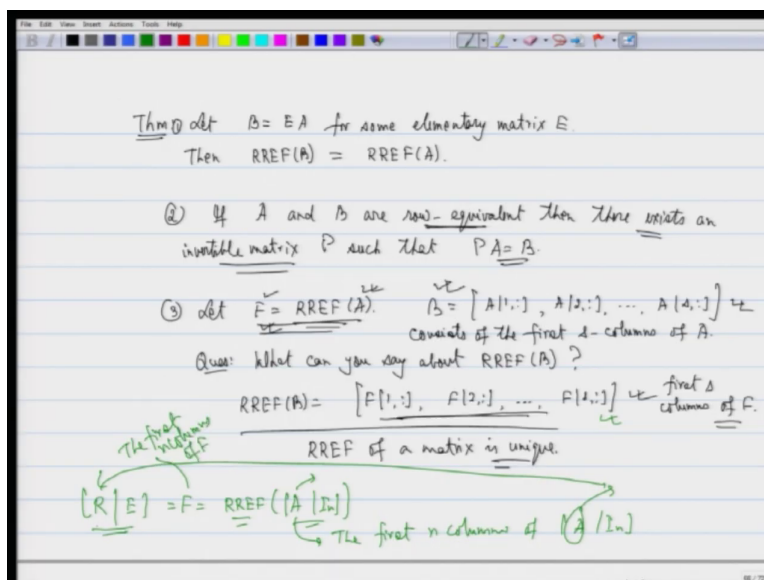 File Edit View Insert Actions Tools Help
Thm ① Let B = EA for some elementary matrix E.
Then RREF(B) = RREF(A).
② If A and B are row-equivalent then there exists an
invertible matrix P such that PA = B.
③ Let F = RREF(A). B = [A[1,:], A[2,:], ..., A[s,:]]
consists of the first s-columns of A.
Ques: What can you say about RREF(B) ?
RREF(B) = [F[1,:], F[2,:], ..., F[s,:]] first s
columns of F.
RREF of a matrix is unique.
The first n columns of F
[R | E] = F = RREF([A | In])
The first n columns of [A / In]